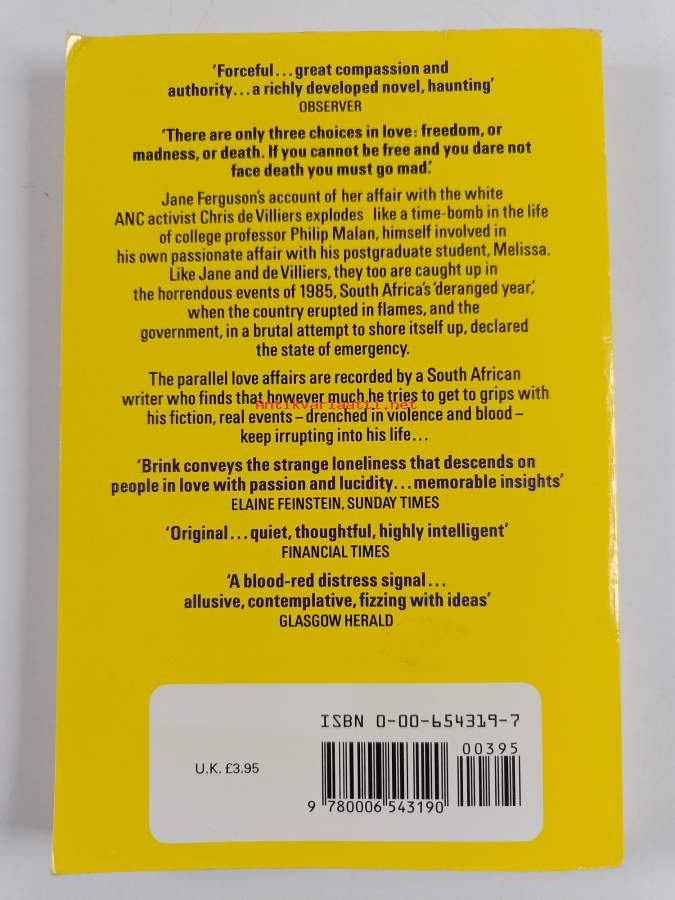 ‘Forceful...great compassion and
authority...a richly developed novel, haunting’
OBSERVER
‘There are only three choices in love: freedom, or
madness, or death. If you cannot be free and you dare not
face death you must go mad.’
Jane Ferguson's account of her affair with the white
ANC activist Chris de Villiers explodes like a time-bomb in the life
of college professor Philip Malan, himself involved in
his own passionate affair with his postgraduate student, Melissa.
Like Jane and de Villiers, they too are caught up in
the horrendous events of 1985, South Africa's ‘deranged year,’
when the country erupted in flames, and the
government, in a brutal attempt to shore itself up, declared
the state of emergency.
The parallel love affairs are recorded by a South African
writer who finds that however much he tries to get to grips with
Antikvariaatti.net
his fiction, real events – drenched in violence and blood –
keep irrupting into his life...
‘Brink conveys the strange loneliness that descends on
people in love with passion and lucidity...memorable insights’
ELAINE FEINSTEIN, SUNDAY TIMES
‘Original...quiet, thoughtful, highly intelligent’
FINANCIAL TIMES
‘A blood-red distress signal...
allusive, contemplative, fizzing with ideas’
GLASGOW HERALD
ISBN 0-00-654319-7
00395
U.K. £3.95
9 780006 543190